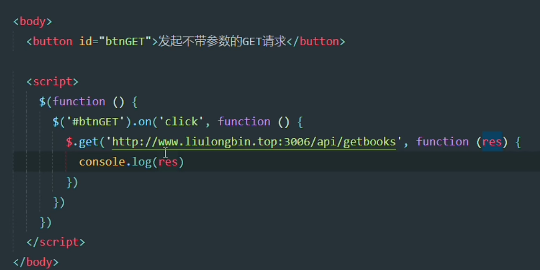 <body>
<button id="btnGET">发起不带参数的GET请求</button>
<script>
$(function () {
$('#btnGET').on('click', function () {
$.get('http://www.liulongbin.top:3006/api/getbooks', function (res) {
console.log(res)
})
})
})
</script>
</body>